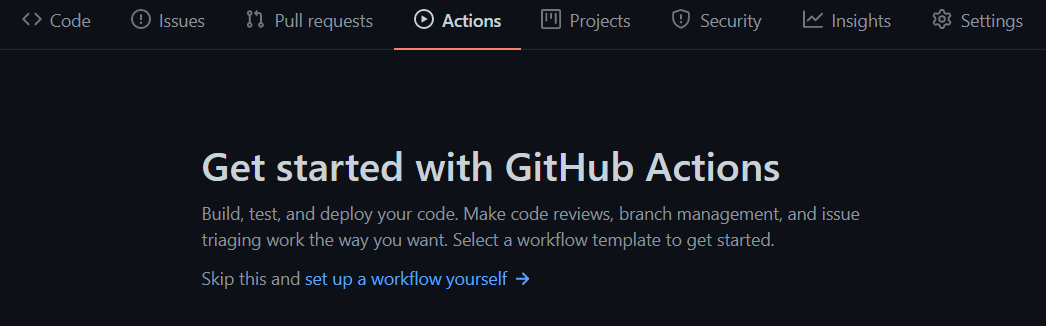 Code Issues Pull requests Actions Projects Security Insights Settings
Get started with GitHub Actions
Build, test, and deploy your code. Make code reviews, branch management, and issue
triaging work the way you want. Select a workflow template to get started.
Skip this and set up a workflow yourself →